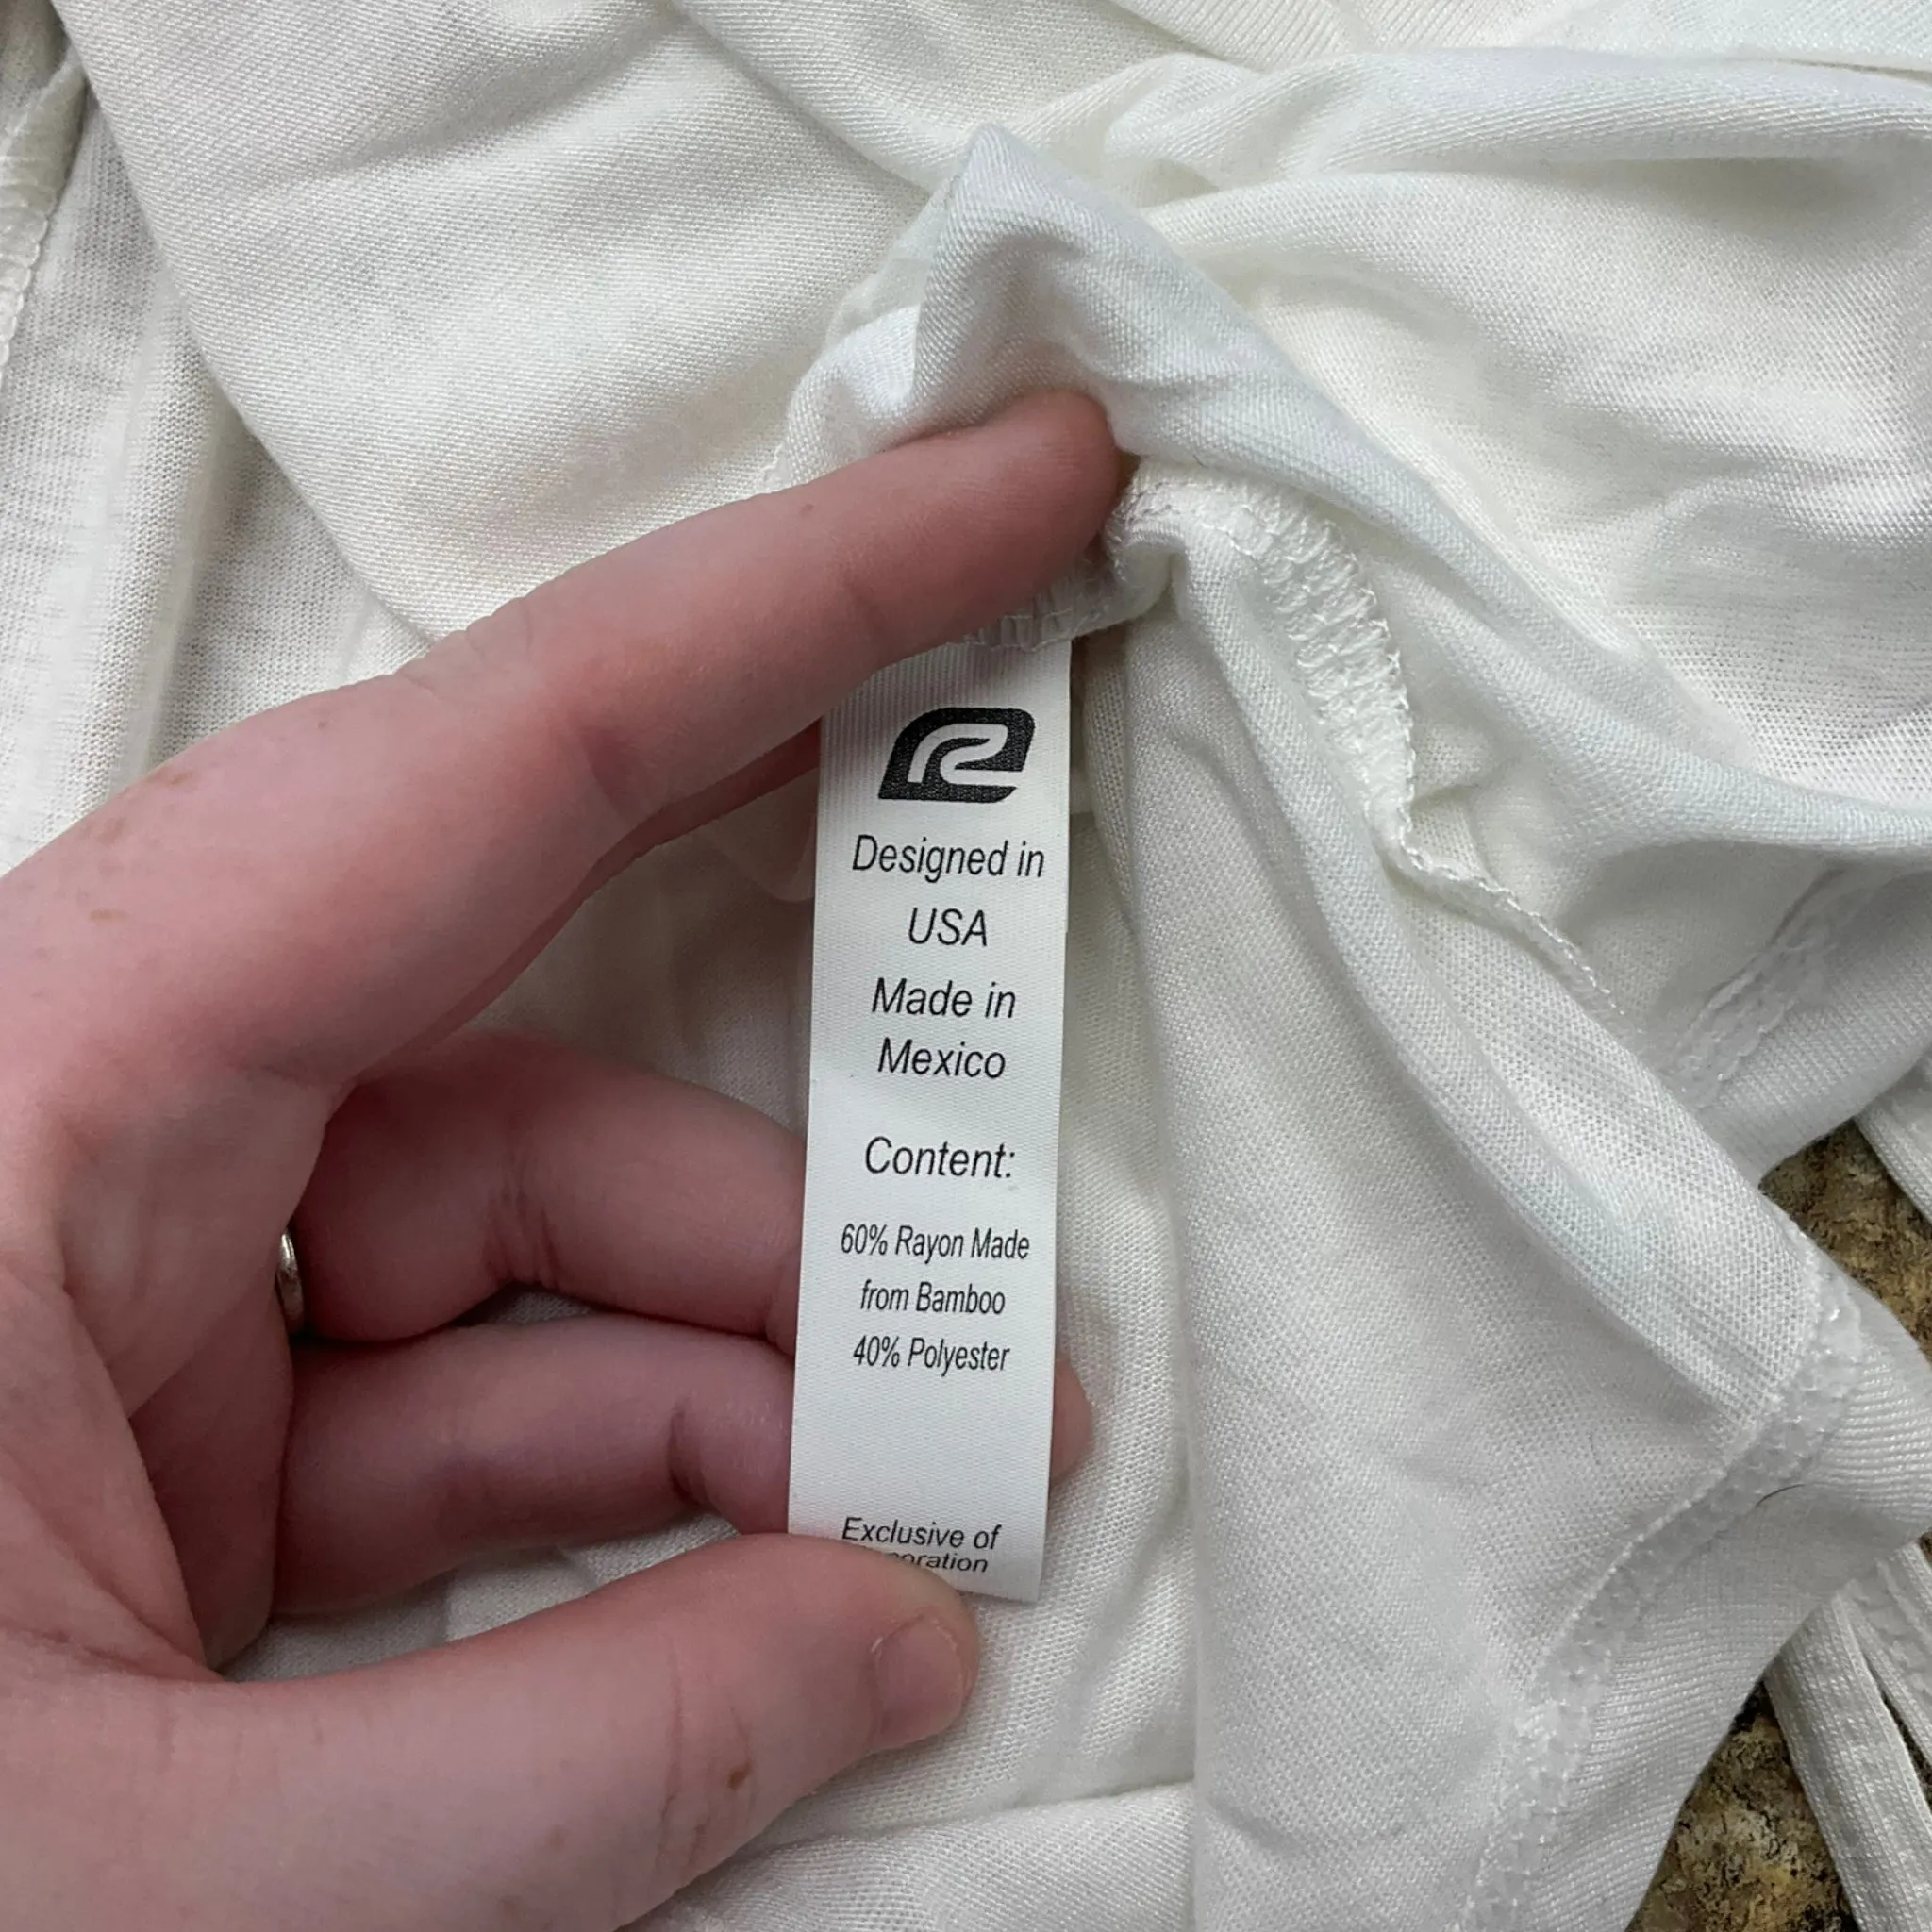 Designed in
USA
Made in
Mexico
Content:
60% Rayon Made
from Bamboo
40% Polyester
Exclusive of